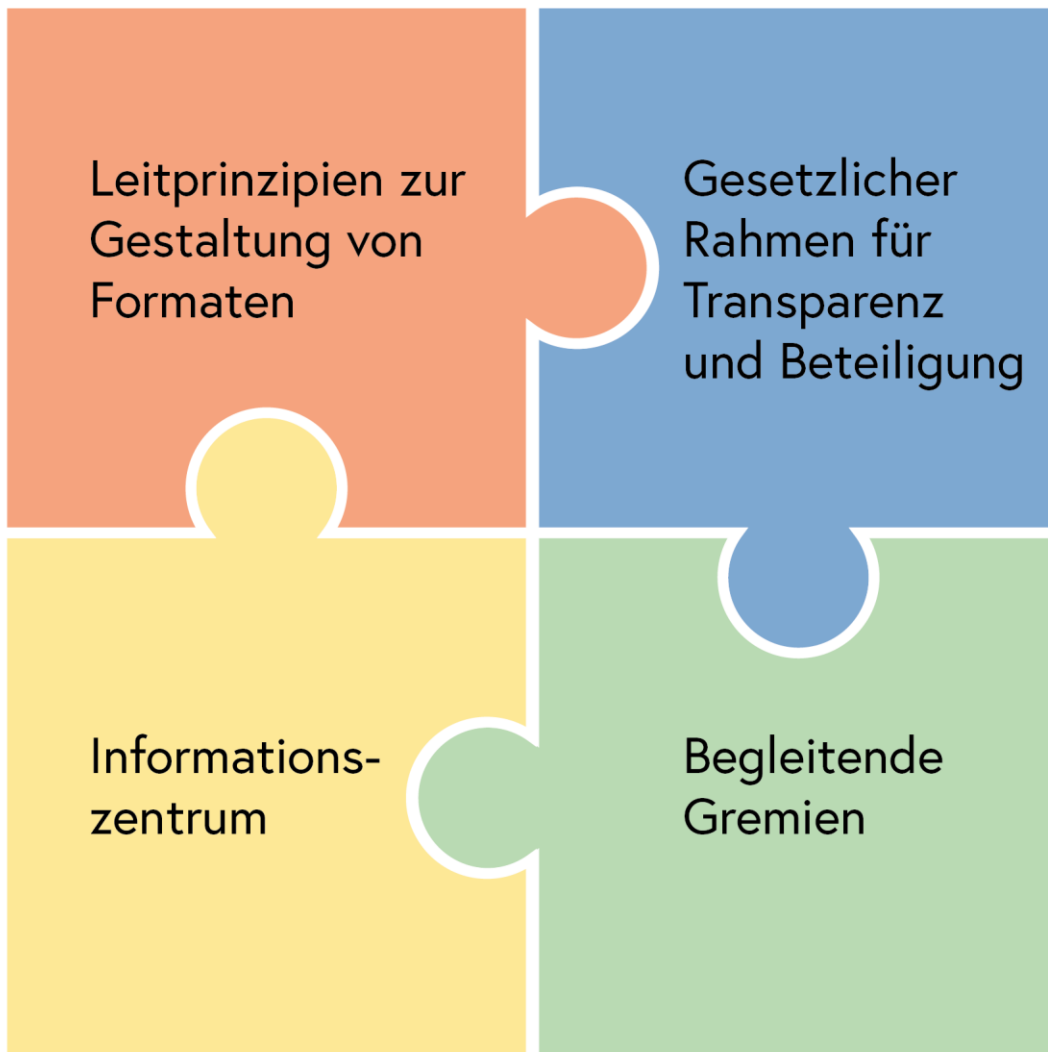 Leitprinzipien zur
Gestaltung von
Formaten
Gesetzlicher
Rahmen für
Transparenz
und Beteiligung
Informations-
zentrum
Begleitende
Gremien